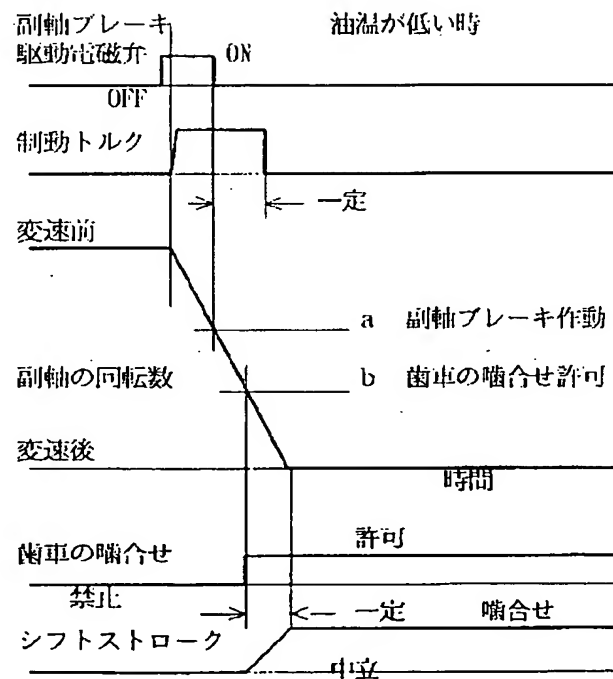 副軸ブレーキ 油温が低い時
駆動電磁弁 ON
OFF
制動トルク
一定
変速前
a 副軸ブレーキ作動
副軸の回転数 b 歯車の噛合せ許可
変速後
時間
許可
歯車の噛合せ
禁止 一定 噛合せ
シフトストローク
中立